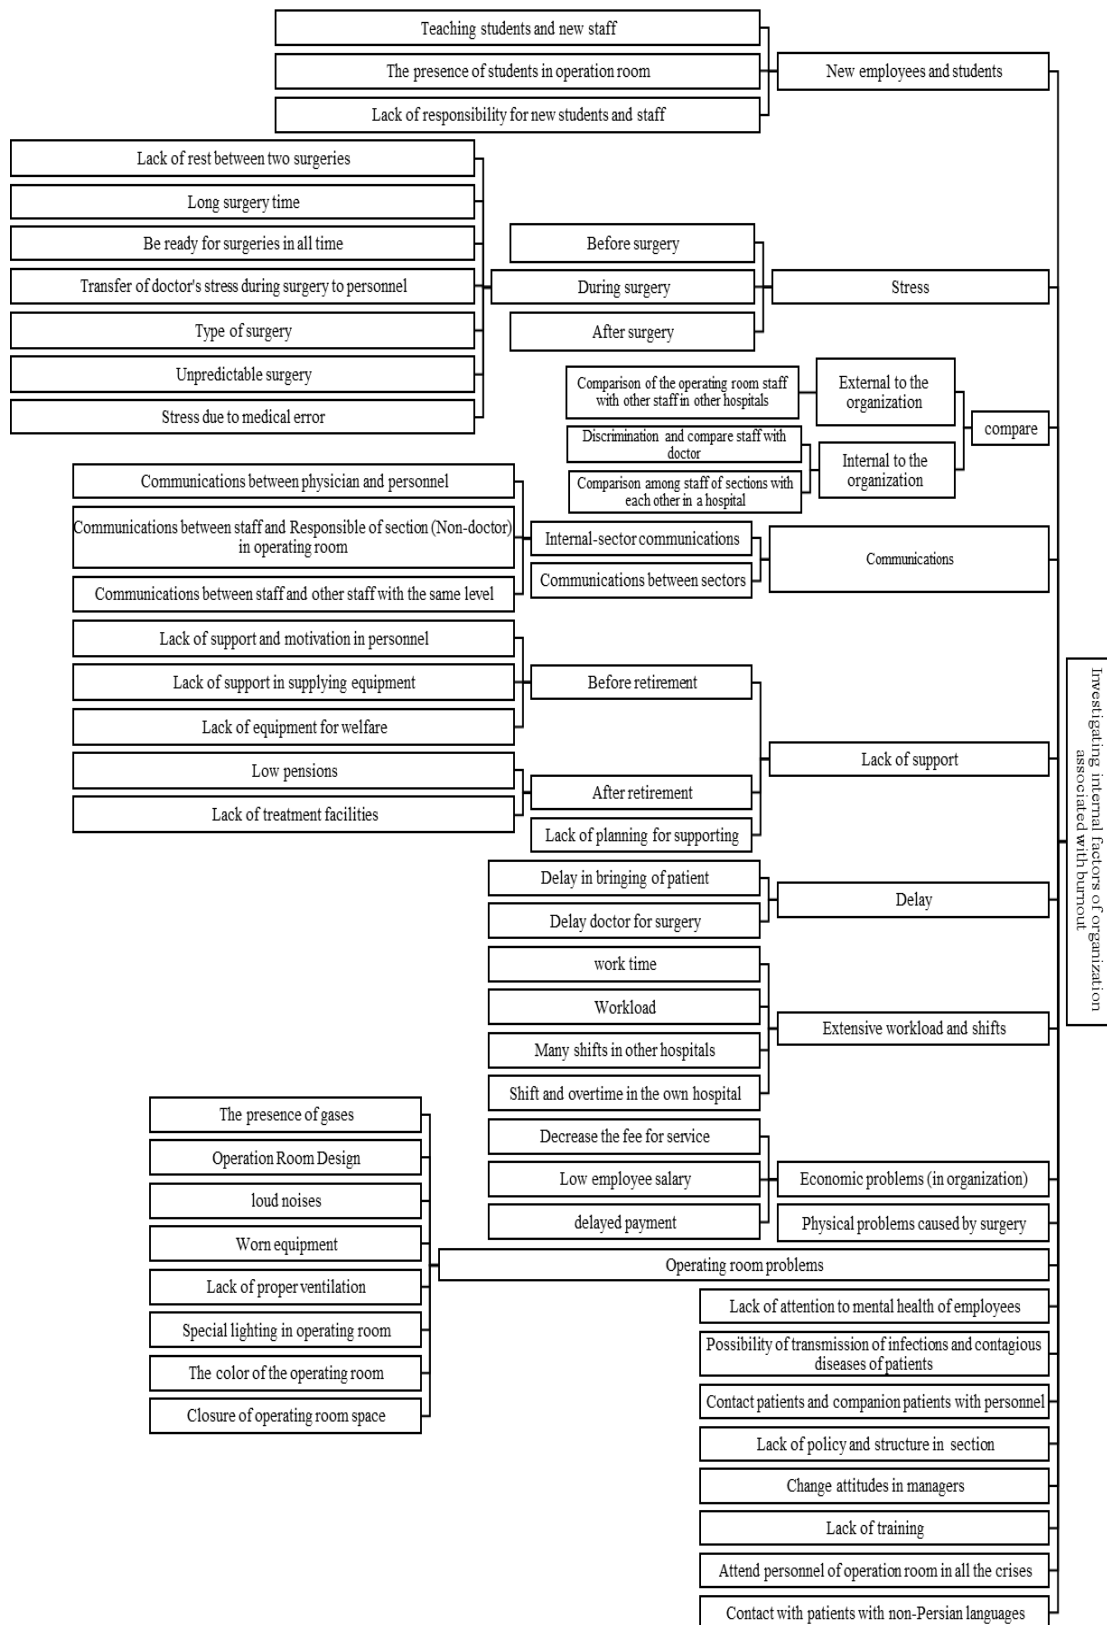 Teaching students and new staff
The presence of students in operation room
Lack of responsibility for new students and staff
New employees and students
Lack of rest between two surgeries
Long surgery time
Be ready for surgeries in all time
Transfer of doctor's stress during surgery to personnel
Type of surgery
Unpredictable surgery
Stress due to medical error
Before surgery
During surgery
After surgery
Stress
Comparison of the operating room staff
with other staff in other hospitals
Discrimination and compare staff with
doctor
Comparison among staff of sections with
each other in a hospital
External to the
organization
Internal to the
organization
compare
Communications between physician and personnel
Communications between staff and Responsible of section (Non-doctor)
in operating room
Communications between staff and other staff with the same level
Internal-sector communications
Communications between sectors
Communications
Lack of support and motivation in personnel
Lack of support in supplying equipment
Lack of equipment for welfare
Low pensions
Lack of treatment facilities
Before retirement
After retirement
Lack of planning for supporting
Lack of support
Investigating internal factors of organization
associated with burnout
Delay in bringing of patient
Delay doctor for surgery
Delay
work time
Workload
Many shifts in other hospitals
Shift and overtime in the own hospital
Extensive workload and shifts
Decrease the fee for service
Low employee salary
delayed payment
Economic problems (in organization)
Physical problems caused by surgery
The presence of gases
Operation Room Design
loud noises
Worn equipment
Lack of proper ventilation
Special lighting in operating room
The color of the operating room
Closure of operating room space
Operating room problems
Lack of attention to mental health of employees
Possibility of transmission of infections and contagious
diseases of patients
Contact patients and companion patients with personnel
Lack of policy and structure in section
Change attitudes in managers
Lack of training
Attend personnel of operation room in all the crises
Contact with patients with non-Persian languages